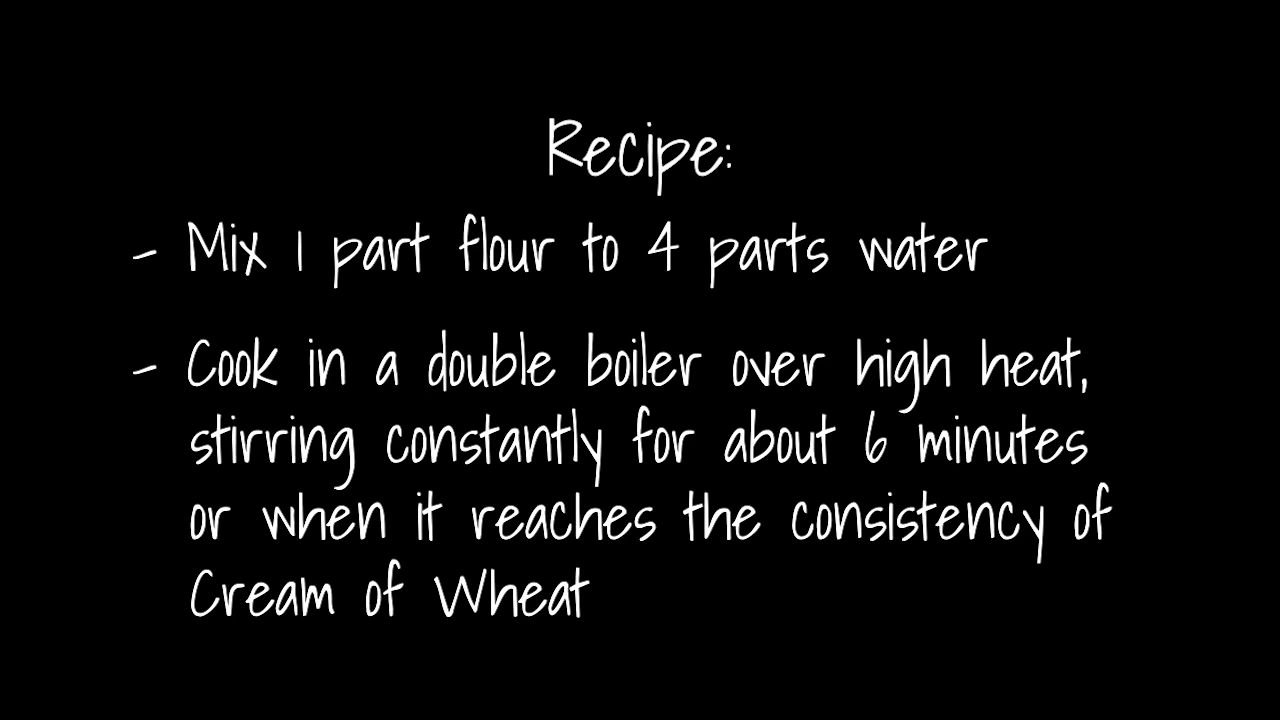 Recipe:
- Mix 1 part flour to 4 parts water
- Cook in a double boiler over high heat,
stirring constantly for about 6 minutes
or when it reaches the consistency of
Cream of Wheat